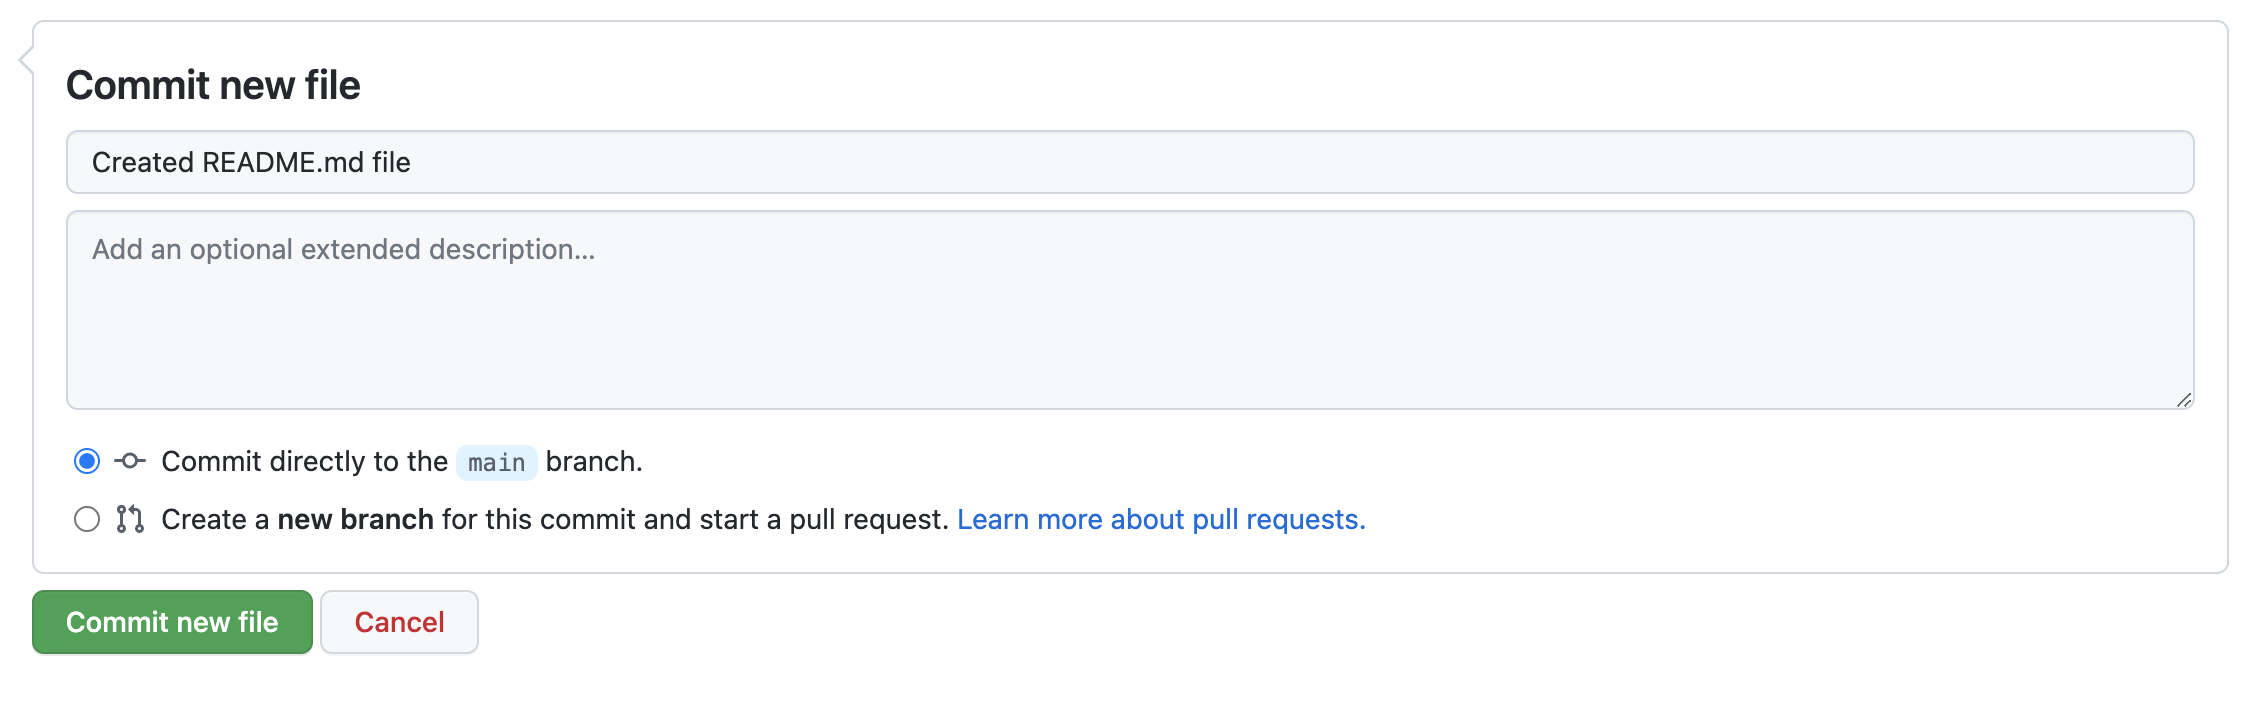 Commit new file
Created README.md file
Add an optional extended description...
Commit directly to the main branch.
Create a new branch for this commit and start a pull request. Learn more about pull requests.
Commit new file Cancel